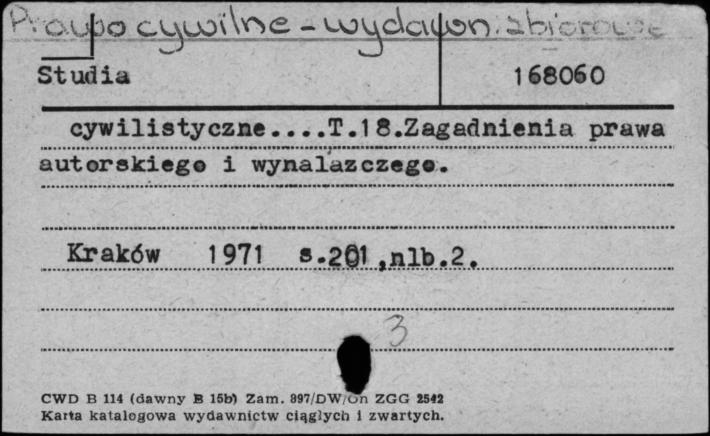 Prawo cywilne - wydawn. zbiorowe
Studia 168060
cywilistyczne....T.18.Zagadnienia prawa
autorskiego i wynalazczego.
Kraków 1971 s.201,nlb.2.
3
CWD B 114 (dawny B 15b) Zam. 897/DW/on ZGG 2542
Karta katalogowa wydawnictw ciągłych i zwartych.